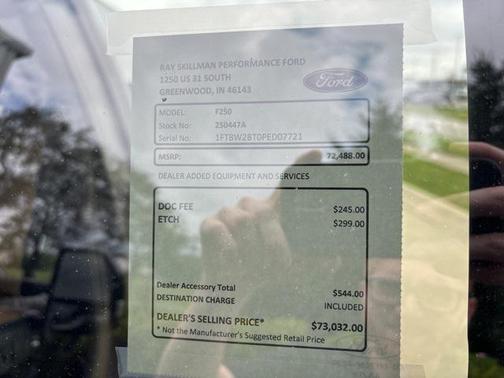 RAY SKILLMAN PERFORMANCE FORD
1250 US 31 SOUTH
GREENWOOD, IN 46143
Ford
MODEL: F250
Stock No: 250447A
Serial No: 1FTBW2BT0PED07721
MSRP: 72,488.00
DEALER ADDED EQUIPMENT AND SERVICES
DOC FEE $245.00
ETCH $299.00
Dealer Accessory Total $544.00
DESTINATION CHARGE INCLUDED
DEALER'S SELLING PRICE* $73,032.00
* Not the Manufacturer's Suggested Retail Price